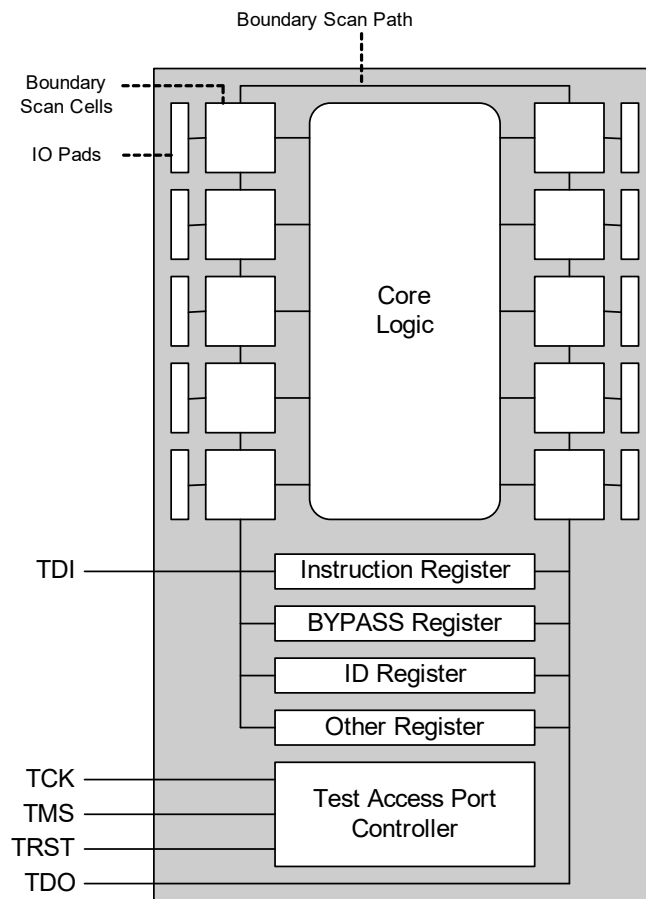 Boundary Scan Path
Boundary
Scan Cells
IO Pads
Core
Logic
TDI
Instruction Register
BYPASS Register
ID Register
Other Register
TCK
TMS
TRST
TDO
Test Access Port
Controller